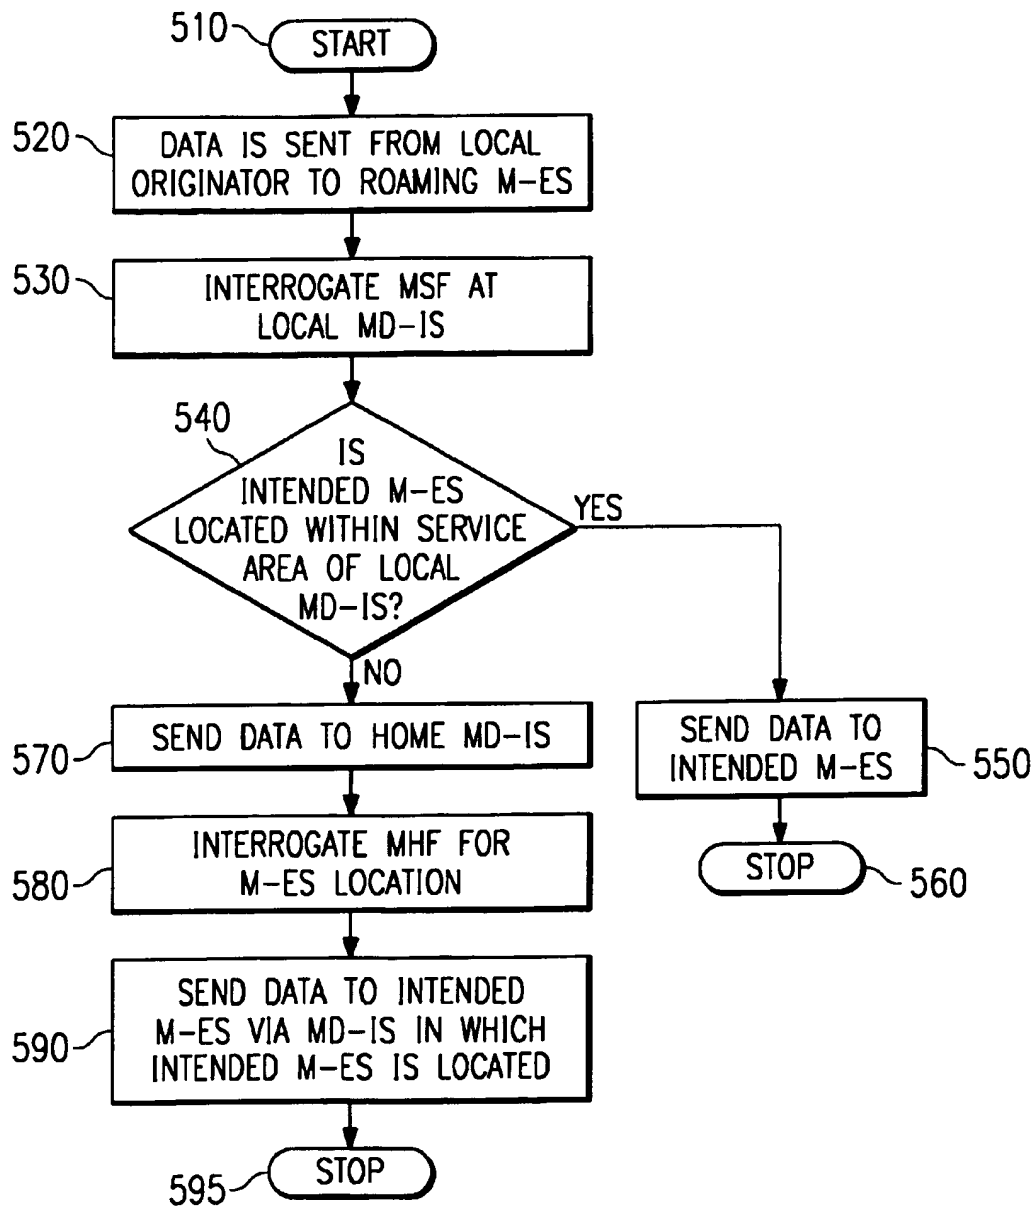 510
START
520
DATA IS SENT FROM LOCAL
ORIGINATOR TO ROAMING M-ES
530
INTERROGATE MSF AT
LOCAL MD-IS
540
IS
INTENDED M-ES
LOCATED WITHIN SERVICE
AREA OF LOCAL
MD-IS?
YES
NO
570
SEND DATA TO HOME MD-IS
SEND DATA TO
INTENDED M-ES
550
580
INTERROGATE MHF FOR
M-ES LOCATION
STOP
560
590
SEND DATA TO INTENDED
M-ES VIA MD-IS IN WHICH
INTENDED M-ES IS LOCATED
595
STOP